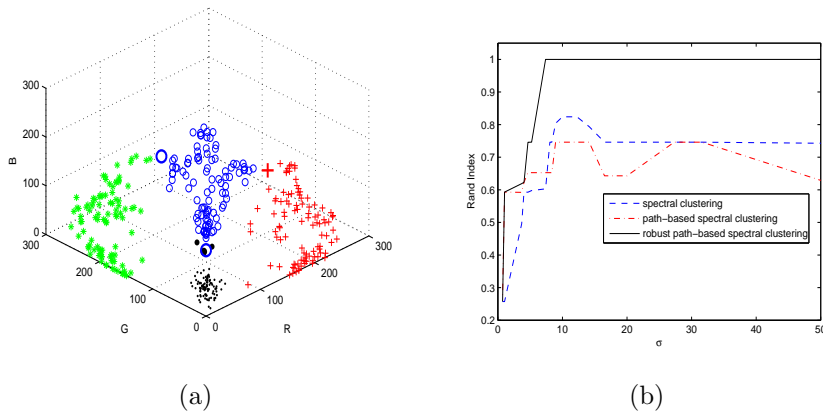 300
200
100
0
B
300
200
100
0
G
0
100
200
300
R
(a)
1
0.9
0.8
0.7
0.6
0.5
0.4
0.3
0.2
Rand Index
0
10
20
30
40
50
σ
spectral clustering
path-based spectral clustering
robust path-based spectral clustering
(b)